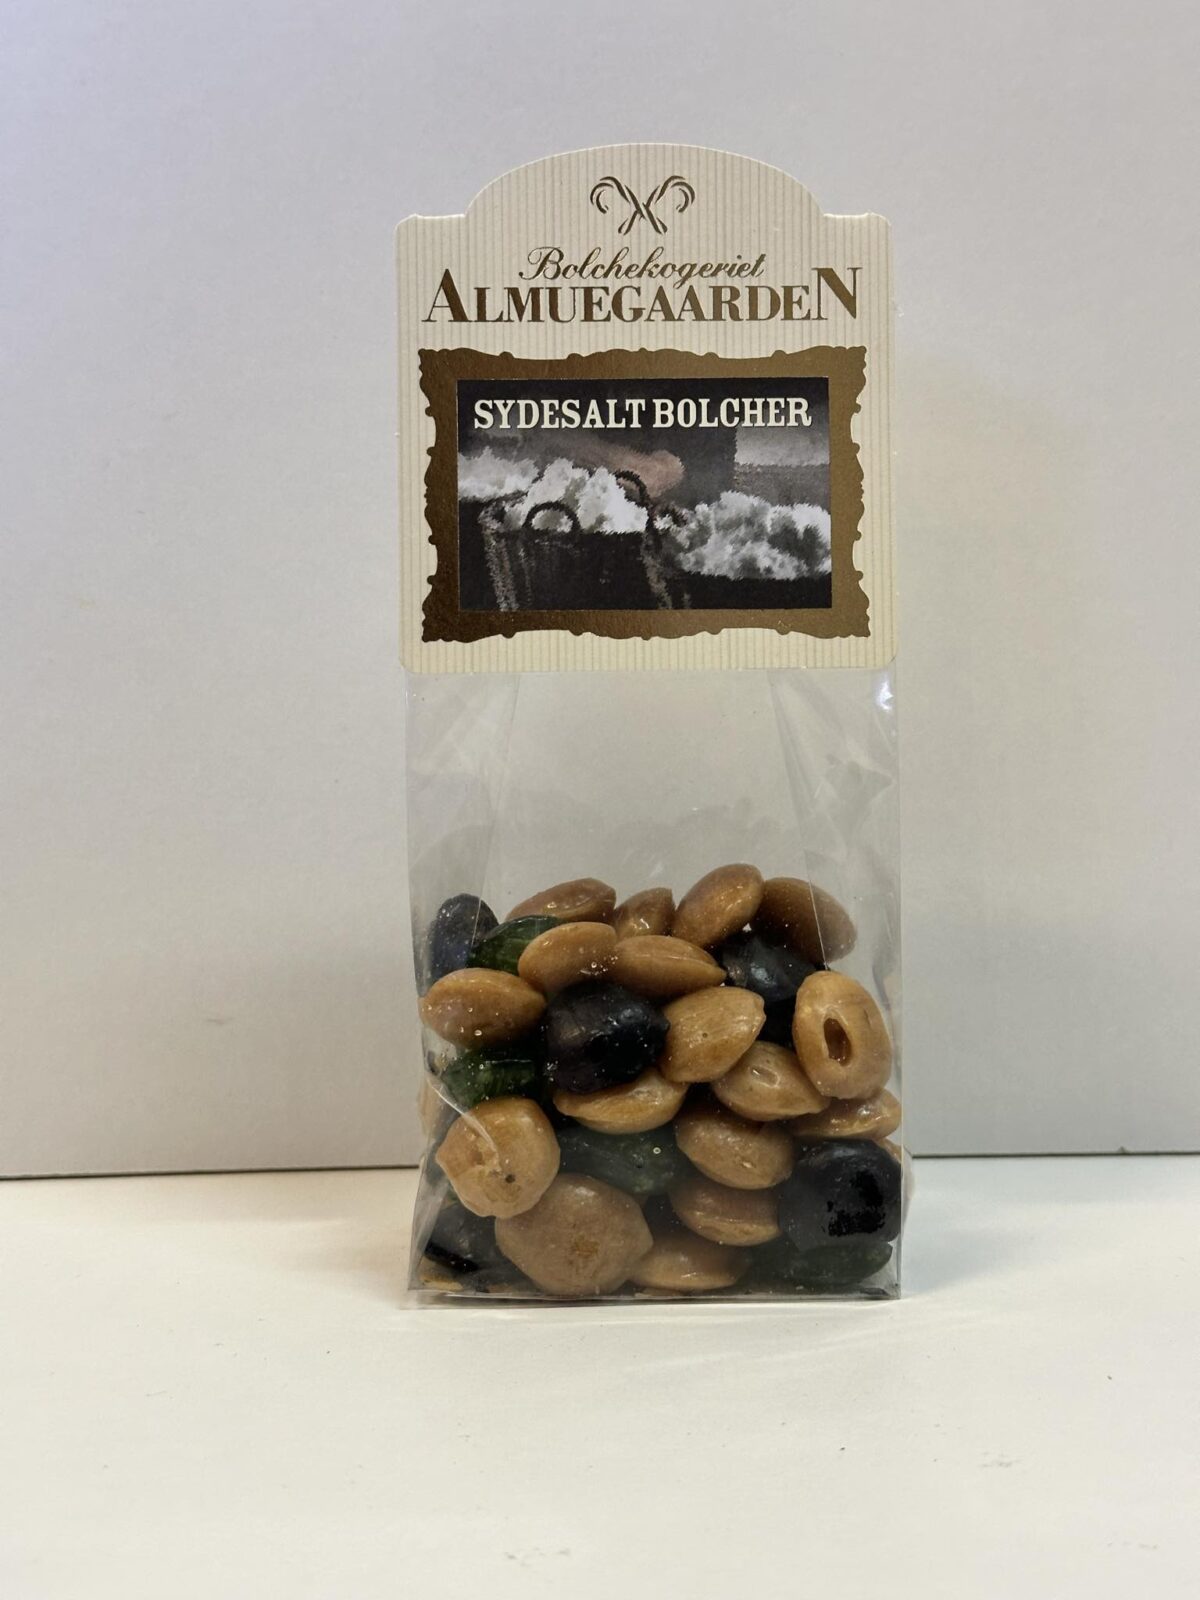 Bolchekogeriet
ALMUEGAARDEN
SYDESALT BOLCHER